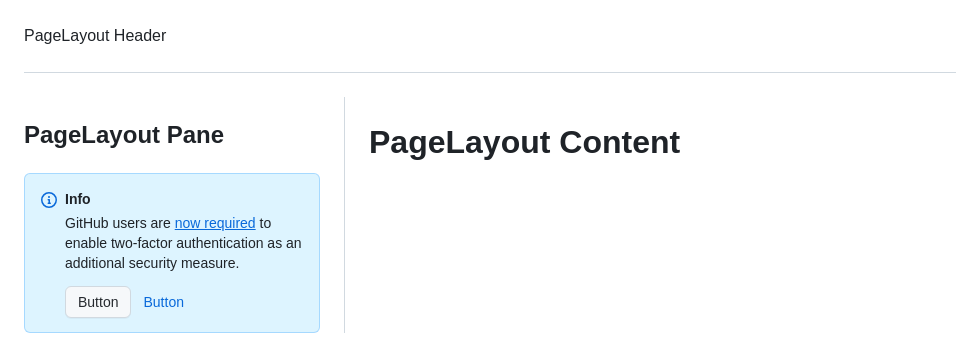 PageLayout Header
PageLayout Pane
Info
GitHub users are now required to
enable two-factor authentication as an
additional security measure.
Button Button
PageLayout Content